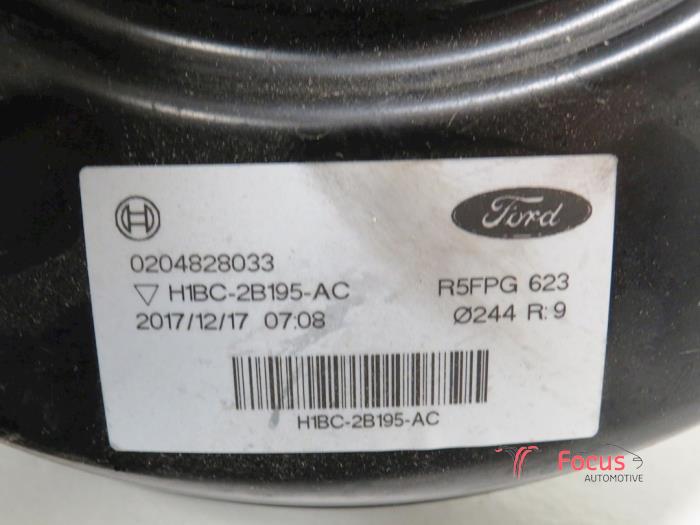 Ford
0204828033
▽ H1BC-2B195-AC R5FPG 623
2017/12/17 07:08 Ø244 R:9
H1BC-2B195-AC
Focus
AUTOMOTIVE